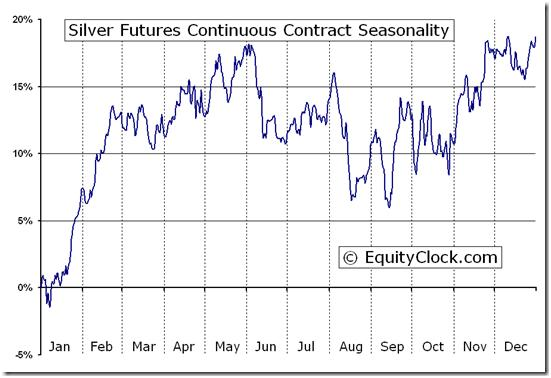 Silver Futures Continuous Contract Seasonality
20%
15%
10%
5%
0%
-5%
© EquityClock.com
Jan Feb Mar Apr May Jun Jul Aug Sep Oct Nov Dec